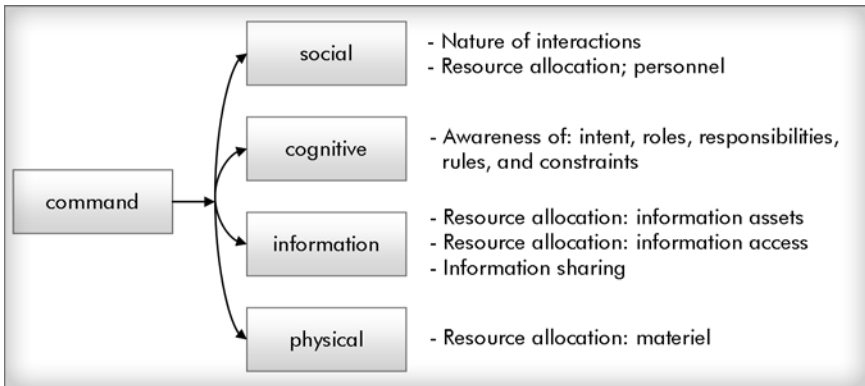 social
- Nature of interactions
- Resource allocation; personnel
cognitive
- Awareness of: intent, roles, responsibilities,
rules, and constraints
command
information
- Resource allocation: information assets
- Resource allocation: information access
- Information sharing
physical
- Resource allocation: materiel